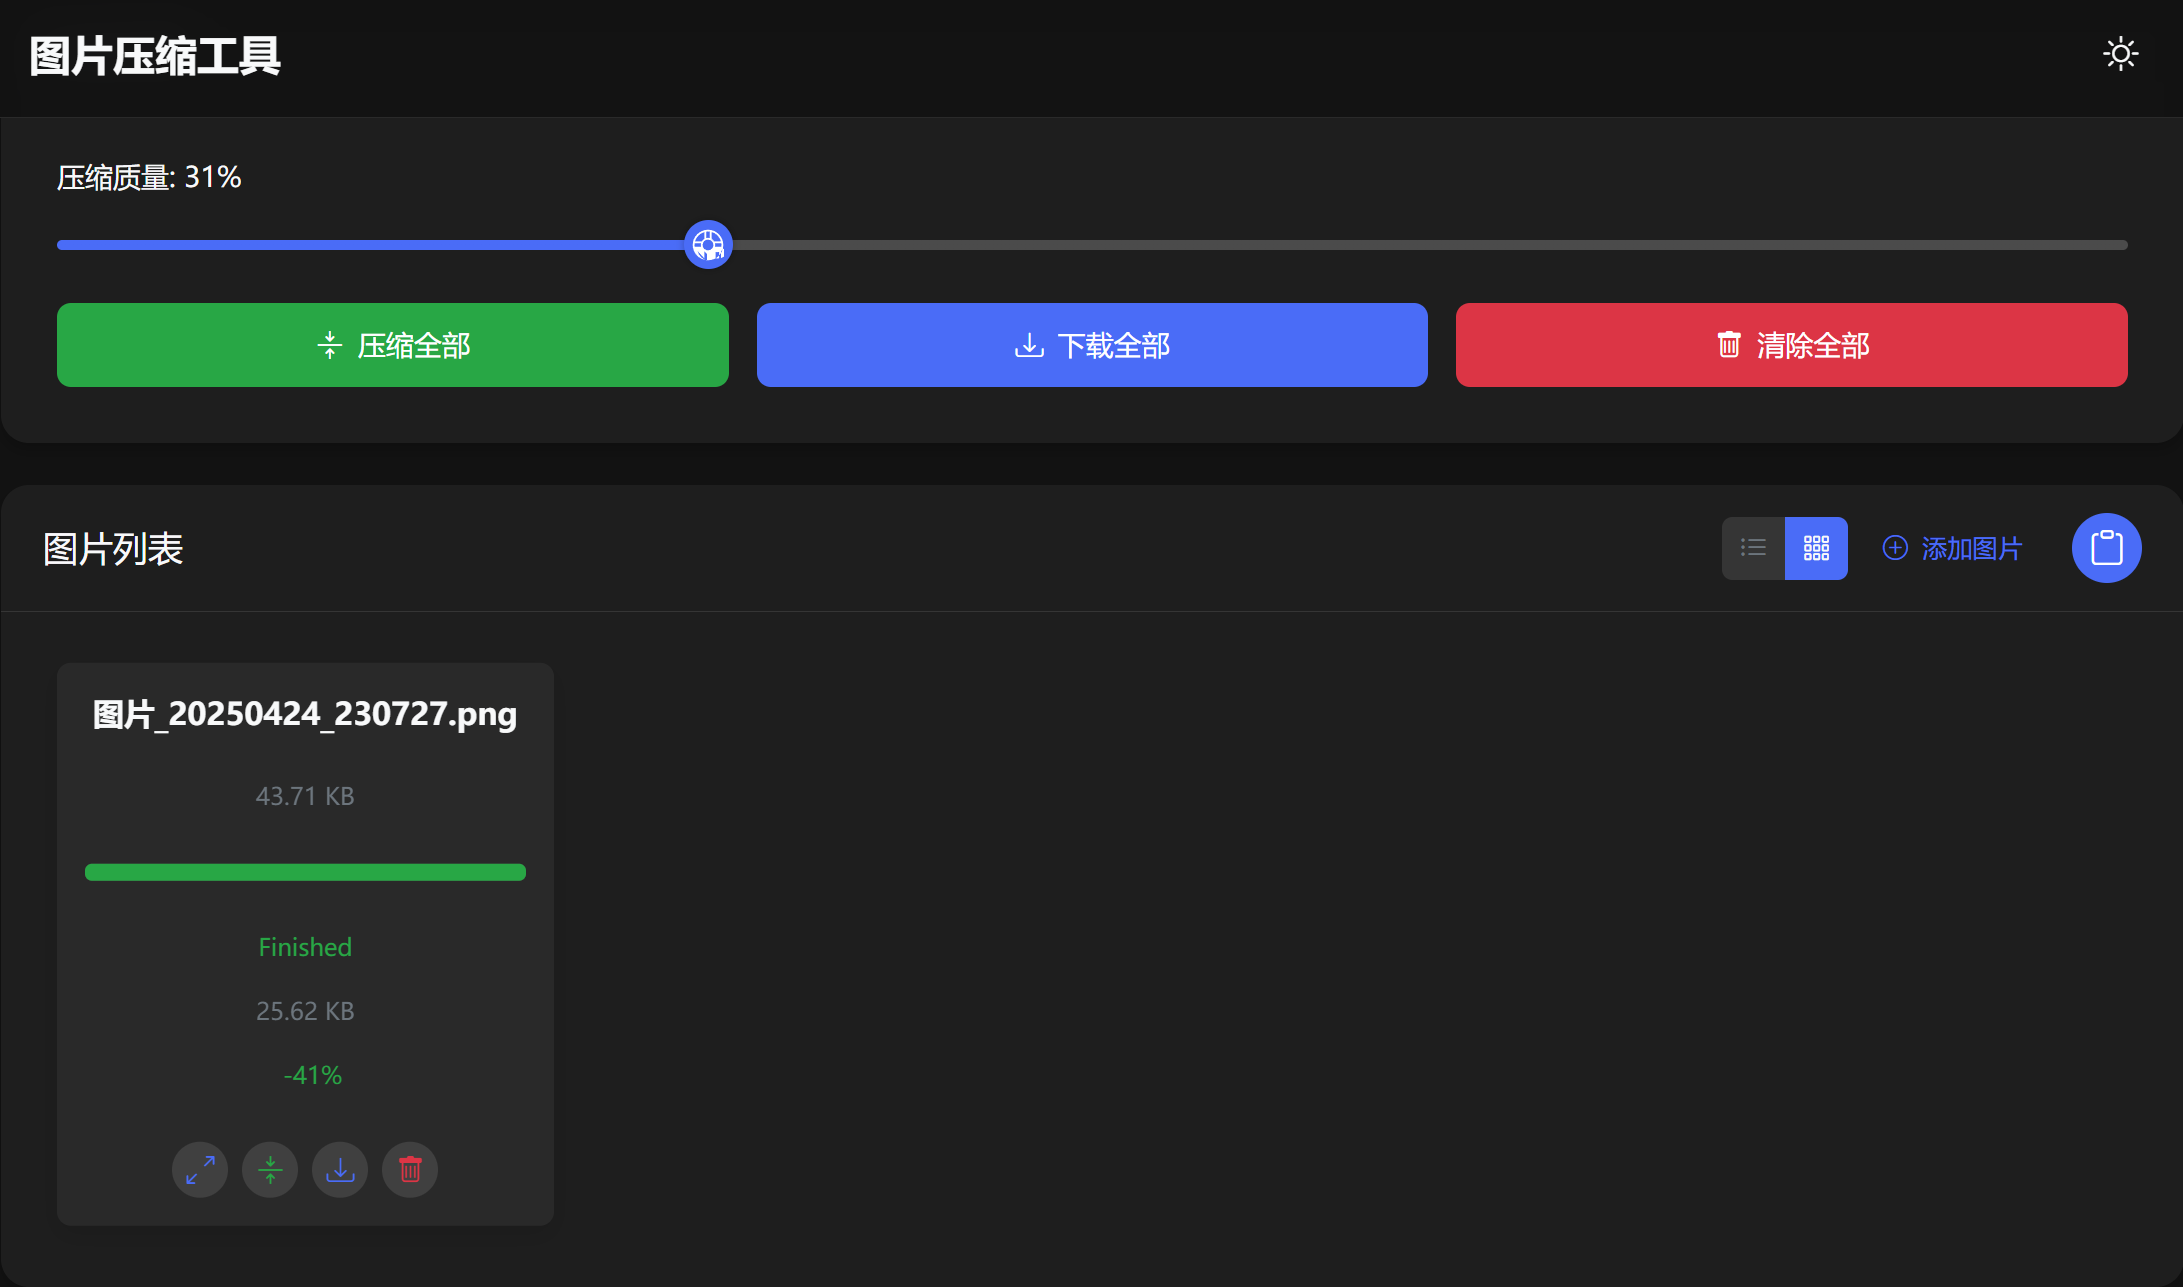 图片压缩工具
压缩质量: 31%
压缩全部
下载全部
清除全部
图片列表
添加图片
图片_20250424_230727.png
43.71 KB
Finished
25.62 KB
-41%